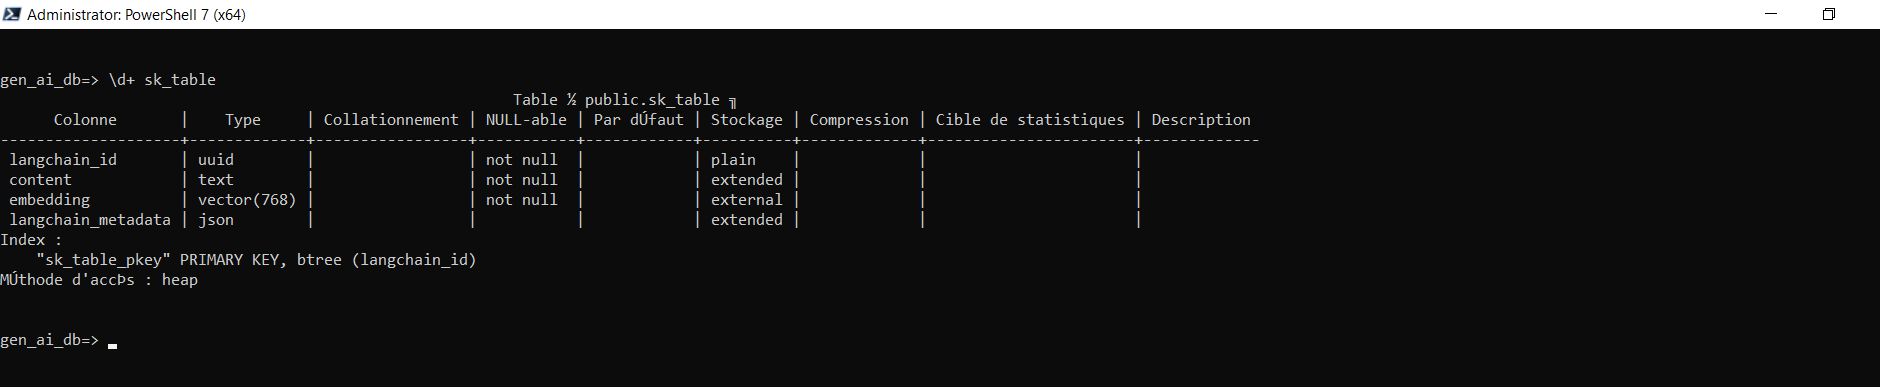 Administrator: PowerShell 7 (x64)
gen_ai_db=> \d+ sk_table
Table ½ public.sk_table ╗
Colonne | Type | Collationnement | NULL-able | Par dÚfaut | Stockage | Compression | Cible de statistiques | Description
--------------------+-------------+-----------------+-----------+------------+----------+-------------+-----------------------+-------------
langchain_id | uuid | | not null | | plain | | |
content | text | | not null | | extended | | |
embedding | vector(768) | | not null | | external | | |
langchain_metadata | json | | | | extended | | |
Index :
"sk_table_pkey" PRIMARY KEY, btree (langchain_id)
MÚthode d'accÞs : heap
gen_ai_db=>